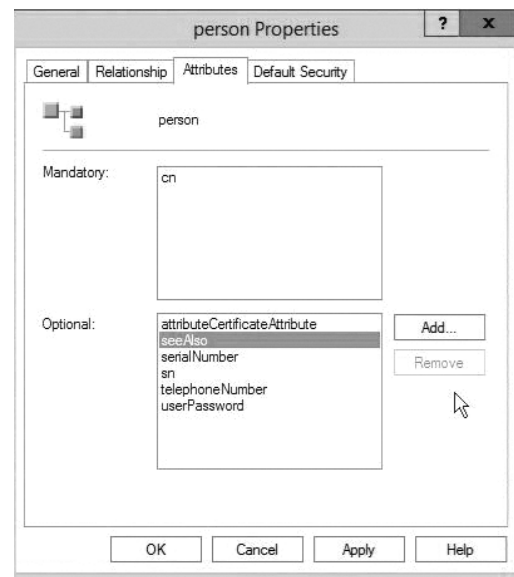 person Properties
? x
General Relationship Attributes Default Security
person
Mandatory:
cn
Optional:
attributeCertificateAttribute
seeAlso
serialNumber
sn
telephoneNumber
userPassword
Add...
Remove
OK Cancel Apply Help